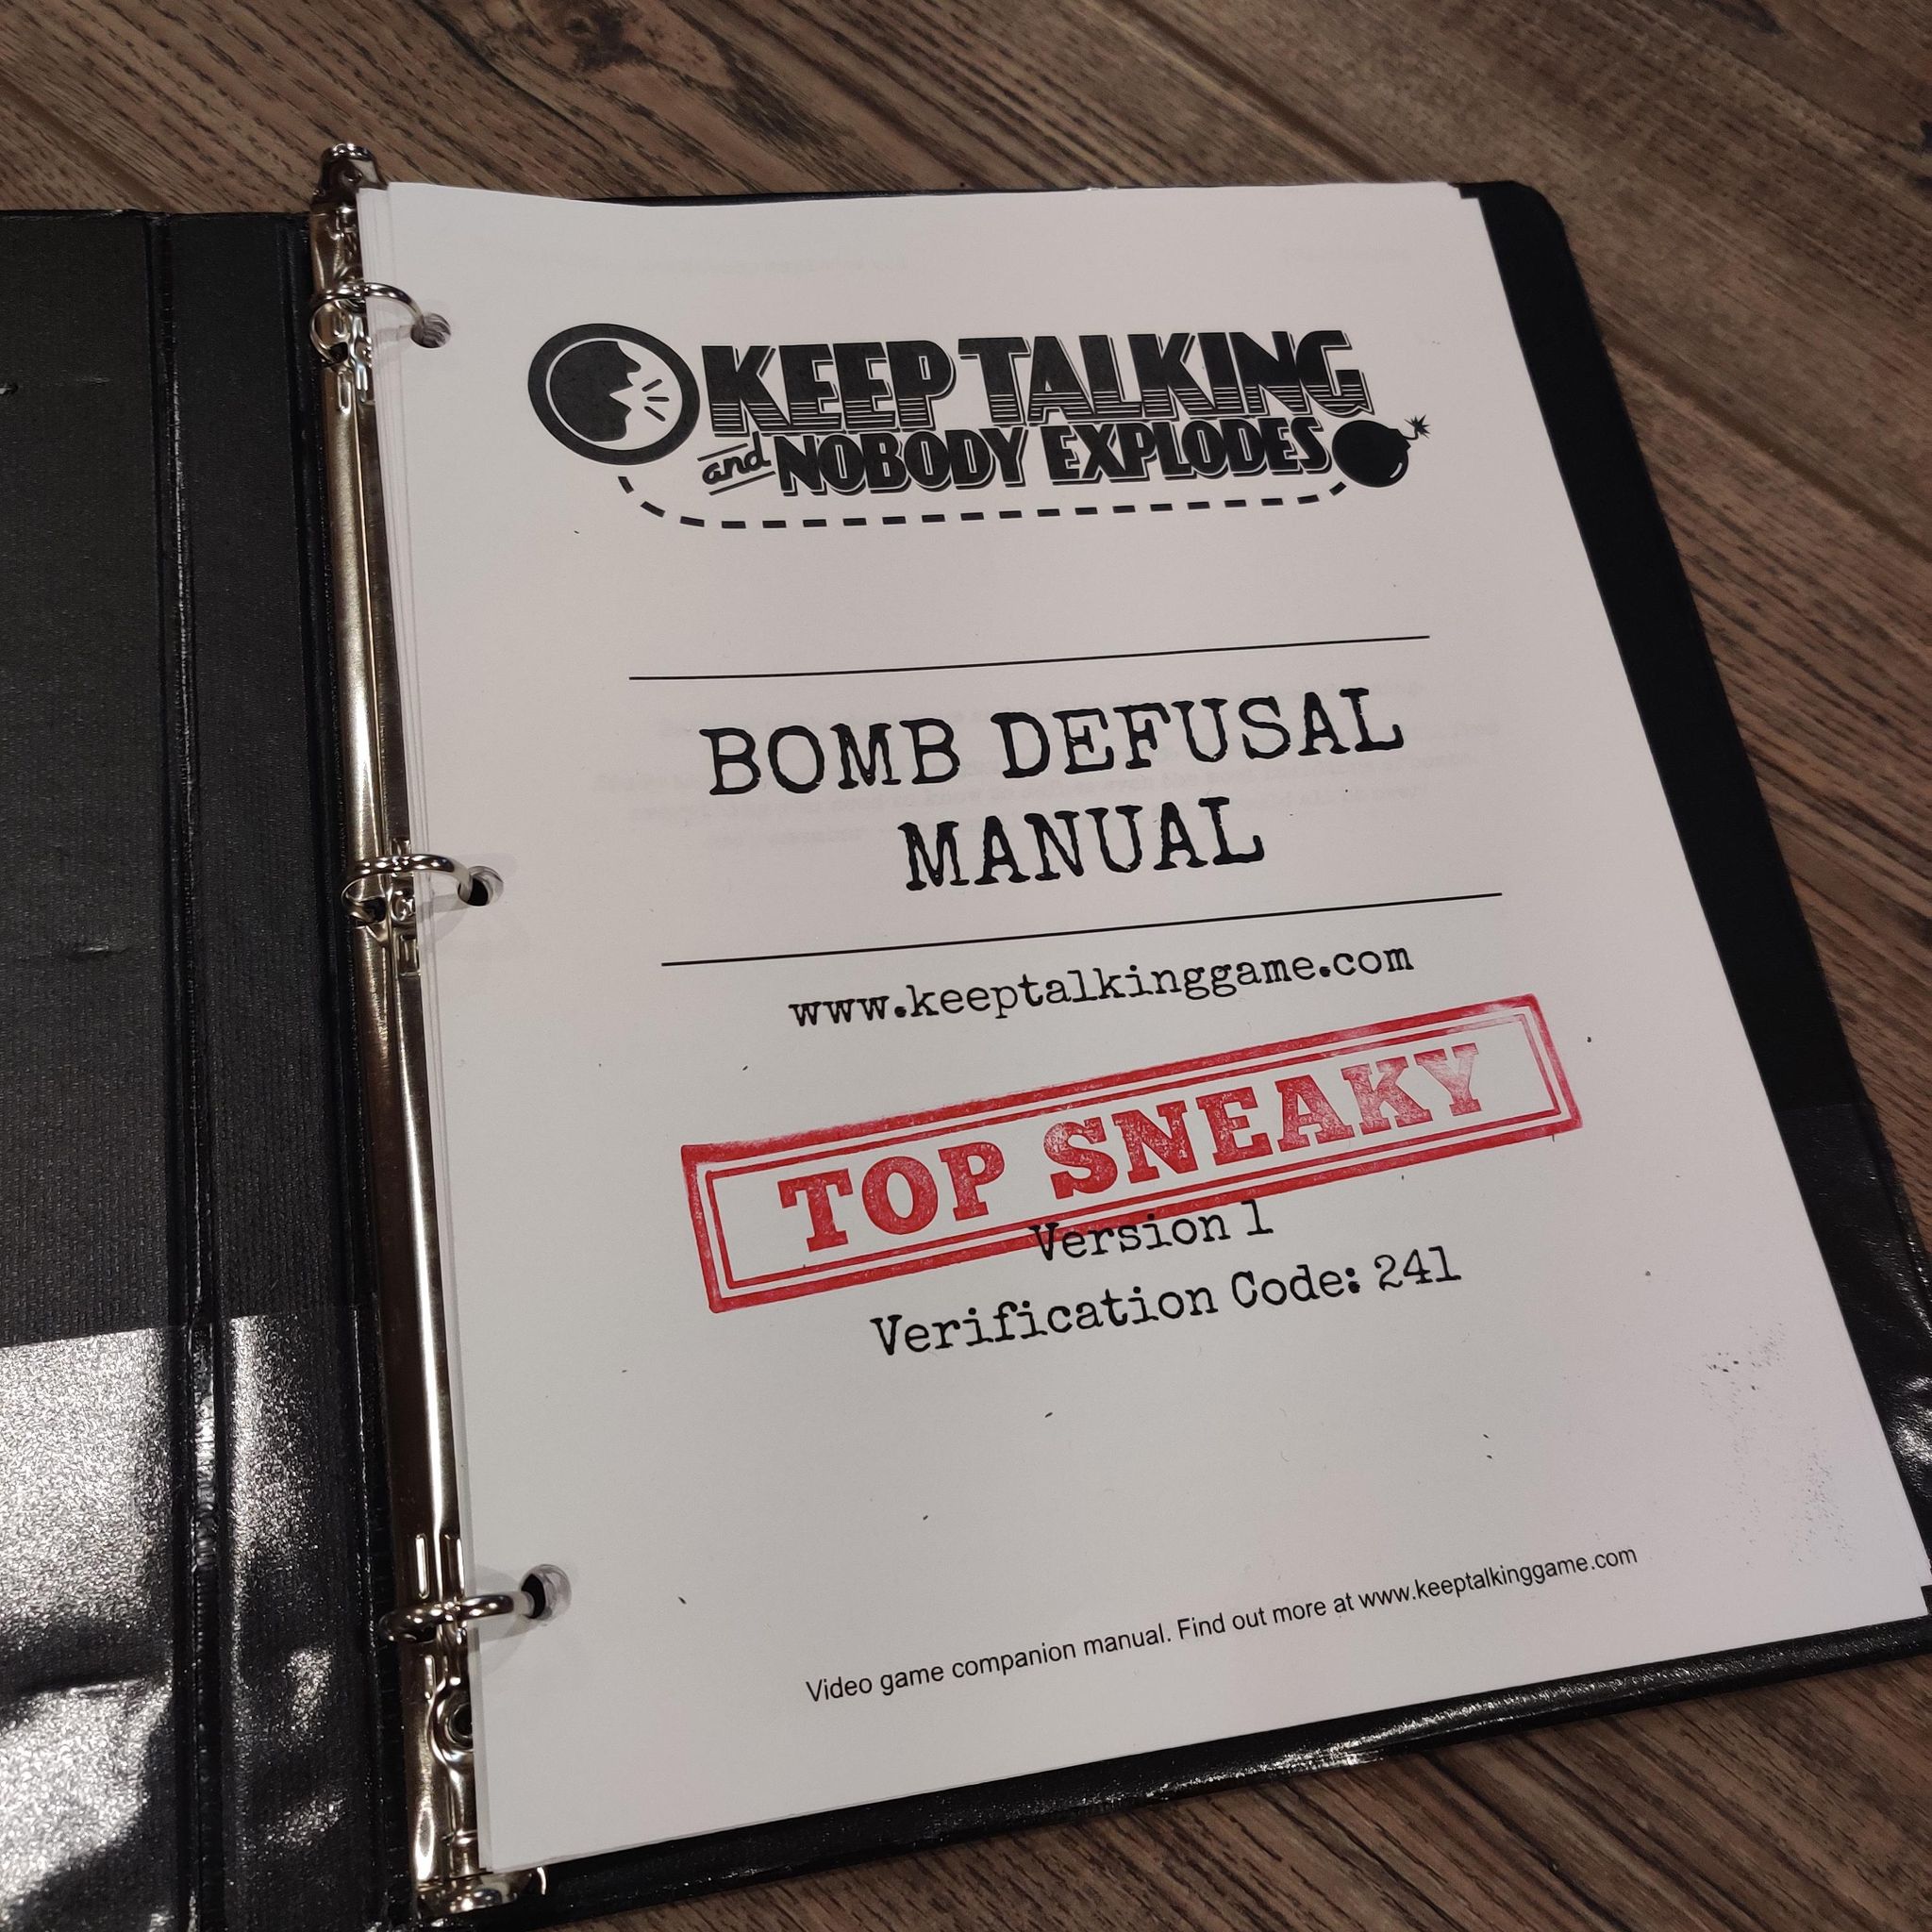 KEEP TALKING
and NOBODY EXPLODES
BOMB DEFUSAL
MANUAL
www.keeptalkinggame.com
TOP SNEAKY
Version 1
Verification Code: 241
Video game companion manual. Find out more at www.keeptalkinggame.com